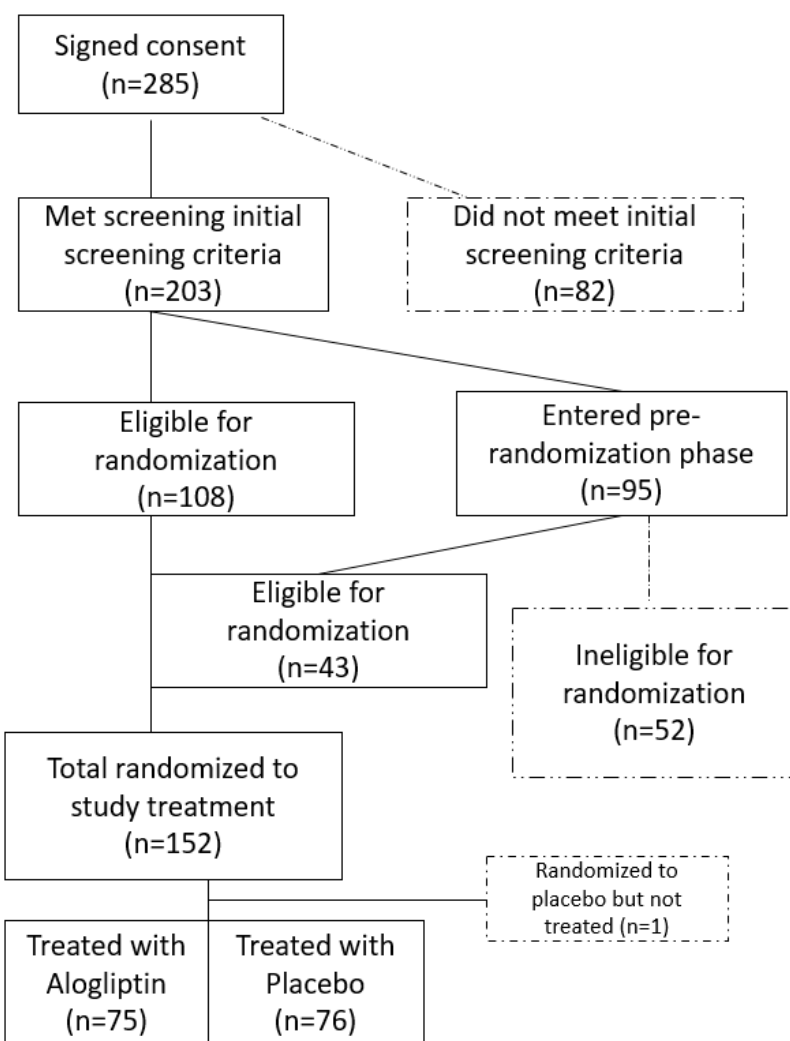 Signed consent
(n=285)
Met screening initial
screening criteria
(n=203)
Did not meet initial
screening criteria
(n=82)
Eligible for
randomization
(n=108)
Entered pre-
randomization phase
(n=95)
Eligible for
randomization
(n=43)
Ineligible for
randomization
(n=52)
Total randomized to
study treatment
(n=152)
Randomized to
placebo but not
treated (n=1)
Treated with
Alogliptin
(n=75)
Treated with
Placebo
(n=76)